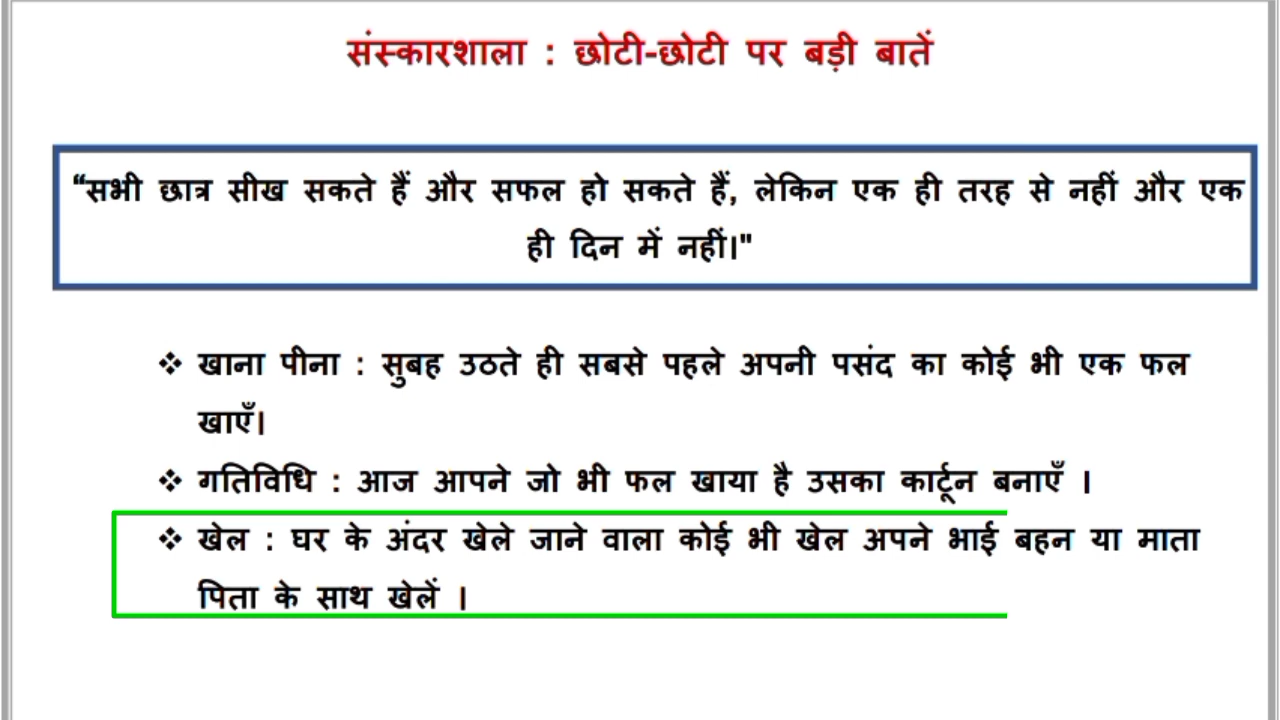 संस्कारशाला : छोटी-छोटी पर बड़ी बातें
“सभी छात्र सीख सकते हैं और सफल हो सकते हैं, लेकिन एक ही तरह से नहीं और एक
ही दिन में नहीं।"
❖ खाना पीना : सुबह उठते ही सबसे पहले अपनी पसंद का कोई भी एक फल
खाएँ।
❖ गतिविधि : आज आपने जो भी फल खाया है उसका कार्टून बनाएँ ।
❖ खेल : घर के अंदर खेले जाने वाला कोई भी खेल अपने भाई बहन या माता
पिता के साथ खेलें ।